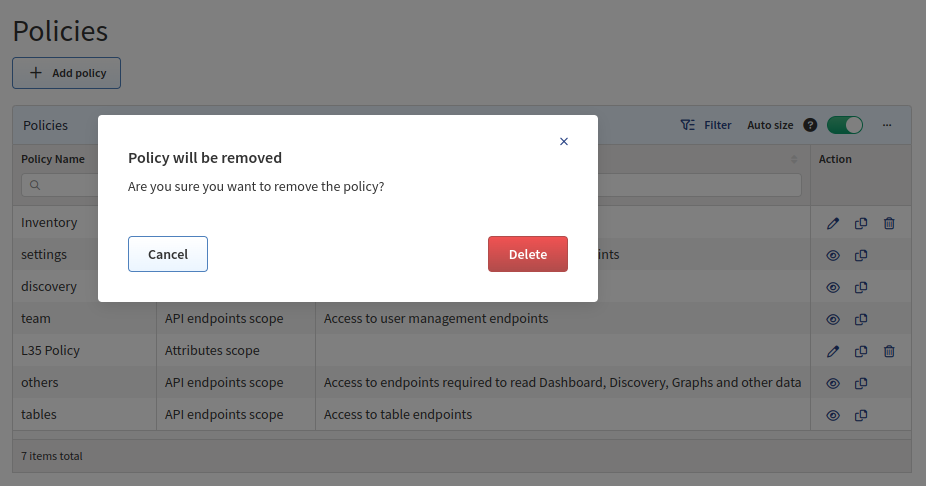 Policies
+ Add policy
Policies
Filter Auto size ? ...
Policy Name Action
Policy will be removed
Are you sure you want to remove the policy?
Cancel Delete
Inventory
settings
discovery
team API endpoints scope Access to user management endpoints
L35 Policy Attributes scope
others API endpoints scope Access to endpoints required to read Dashboard, Discovery, Graphs and other data
tables API endpoints scope Access to table endpoints
7 items total